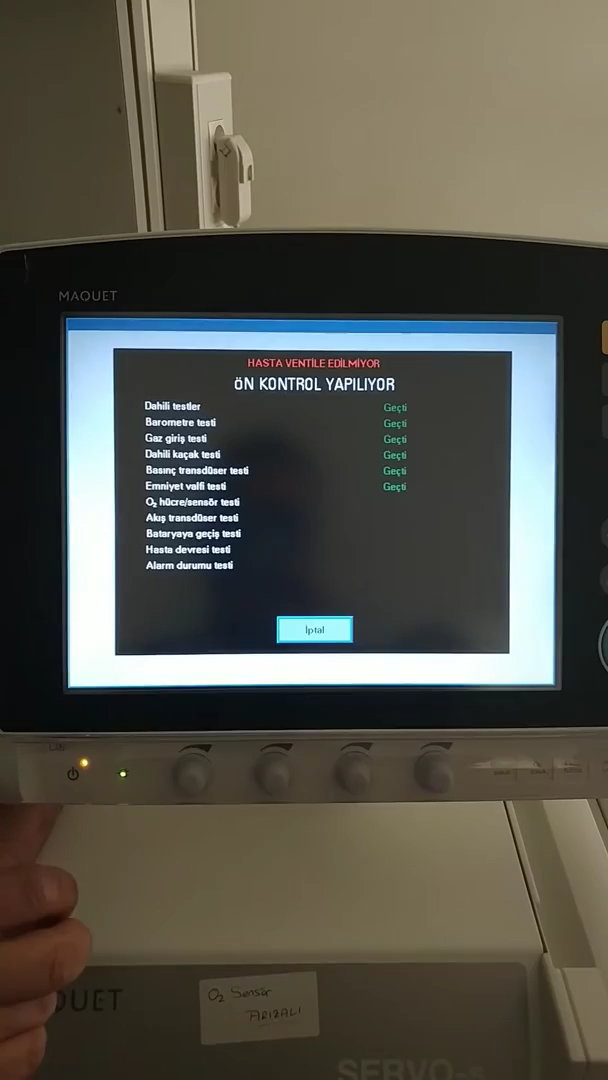 MAQUET
HASTA VENTİLE EDİLMİYOR
ÖN KONTROL YAPILIYOR
Dahili testler Geçti
Barometre testi Geçti
Gaz giriş testi Geçti
Dahili kaçak testi Geçti
Basınç transdüser testi Geçti
Emniyet valfi testi Geçti
O₂ hücre/sensör testi
Akış transdüser testi
Bataryaya geçiş testi
Hasta devresi testi
Alarm durumu testi
İptal
QUET
O₂ Sensör
ARIZALI
SERVO-s